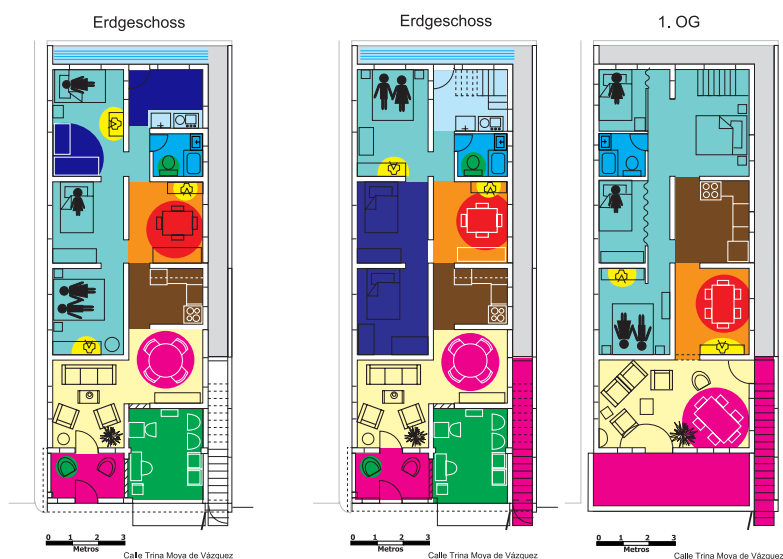 Erdgeschoss
Erdgeschoss
1. OG
0 1 2 3
Metros
Calle Trina Moya de Vázquez
0 1 2 3
Metros
Calle Trina Moya de Vázquez
0 1 2 3
Metros
Calle Trina Moya de Vázquez